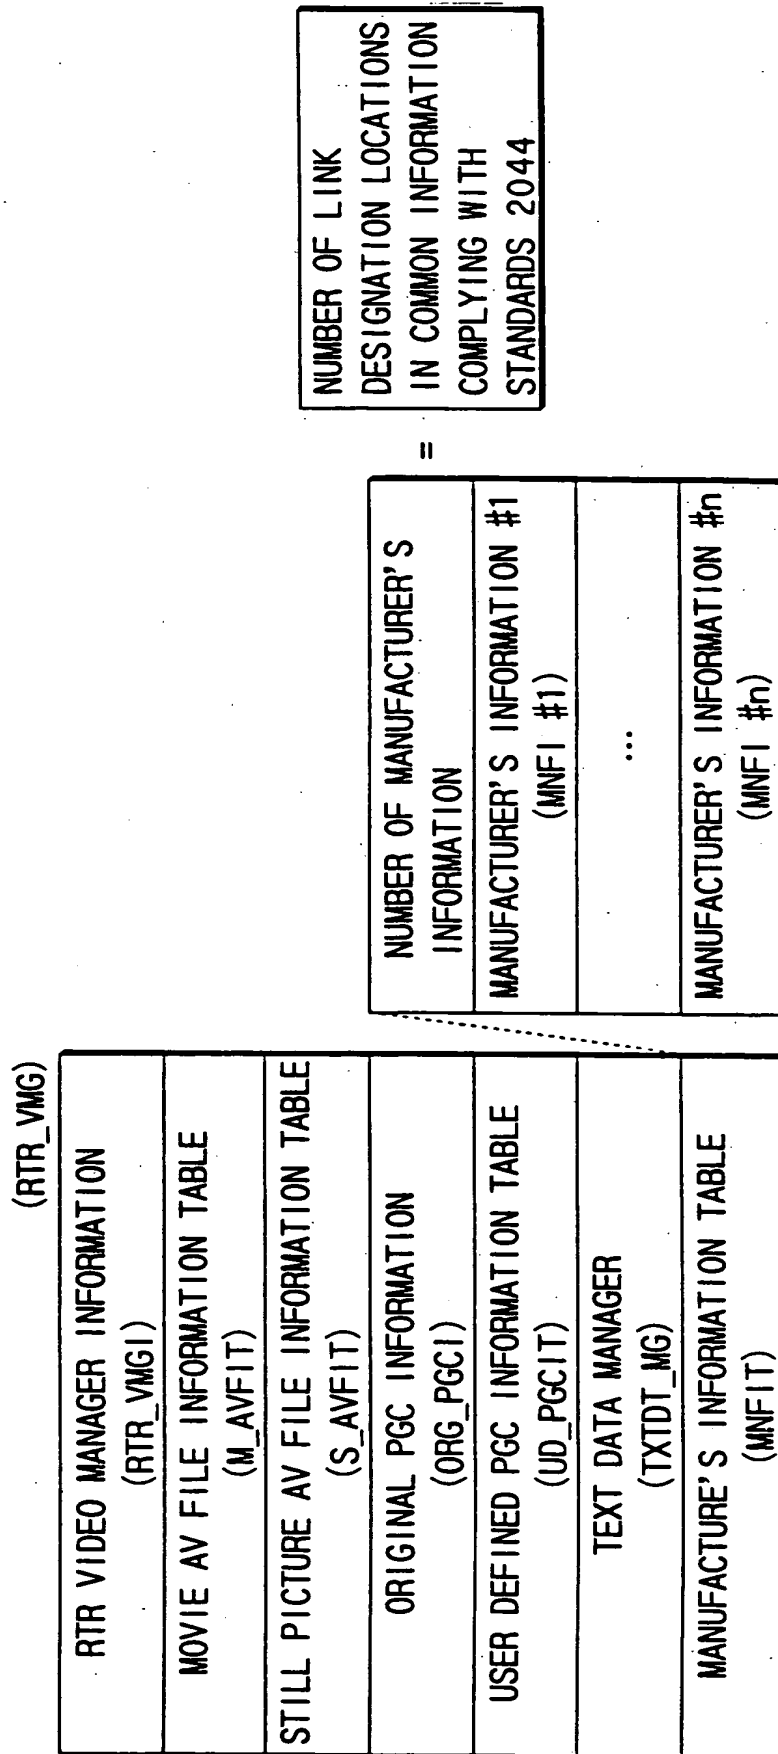 (RTR_VMG)
RTR VIDEO MANAGER INFORMATION
(RTR_VMGI)
MOVIE AV FILE INFORMATION TABLE
(M_AVFIT)
STILL PICTURE AV FILE INFORMATION TABLE
(S_AVFIT)
ORIGINAL PGC INFORMATION
(ORG_PGCI)
USER DEFINED PGC INFORMATION TABLE
(UD_PGCIT)
TEXT DATA MANAGER
(TXTDT_MG)
MANUFACTURE'S INFORMATION TABLE
(MNFIT)
NUMBER OF MANUFACTURER'S
INFORMATION
MANUFACTURER'S INFORMATION #1
(MNFI #1)
...
MANUFACTURER'S INFORMATION #n
(MNFI #n)
=
NUMBER OF LINK
DESIGNATION LOCATIONS
IN COMMON INFORMATION
COMPLYING WITH
STANDARDS 2044